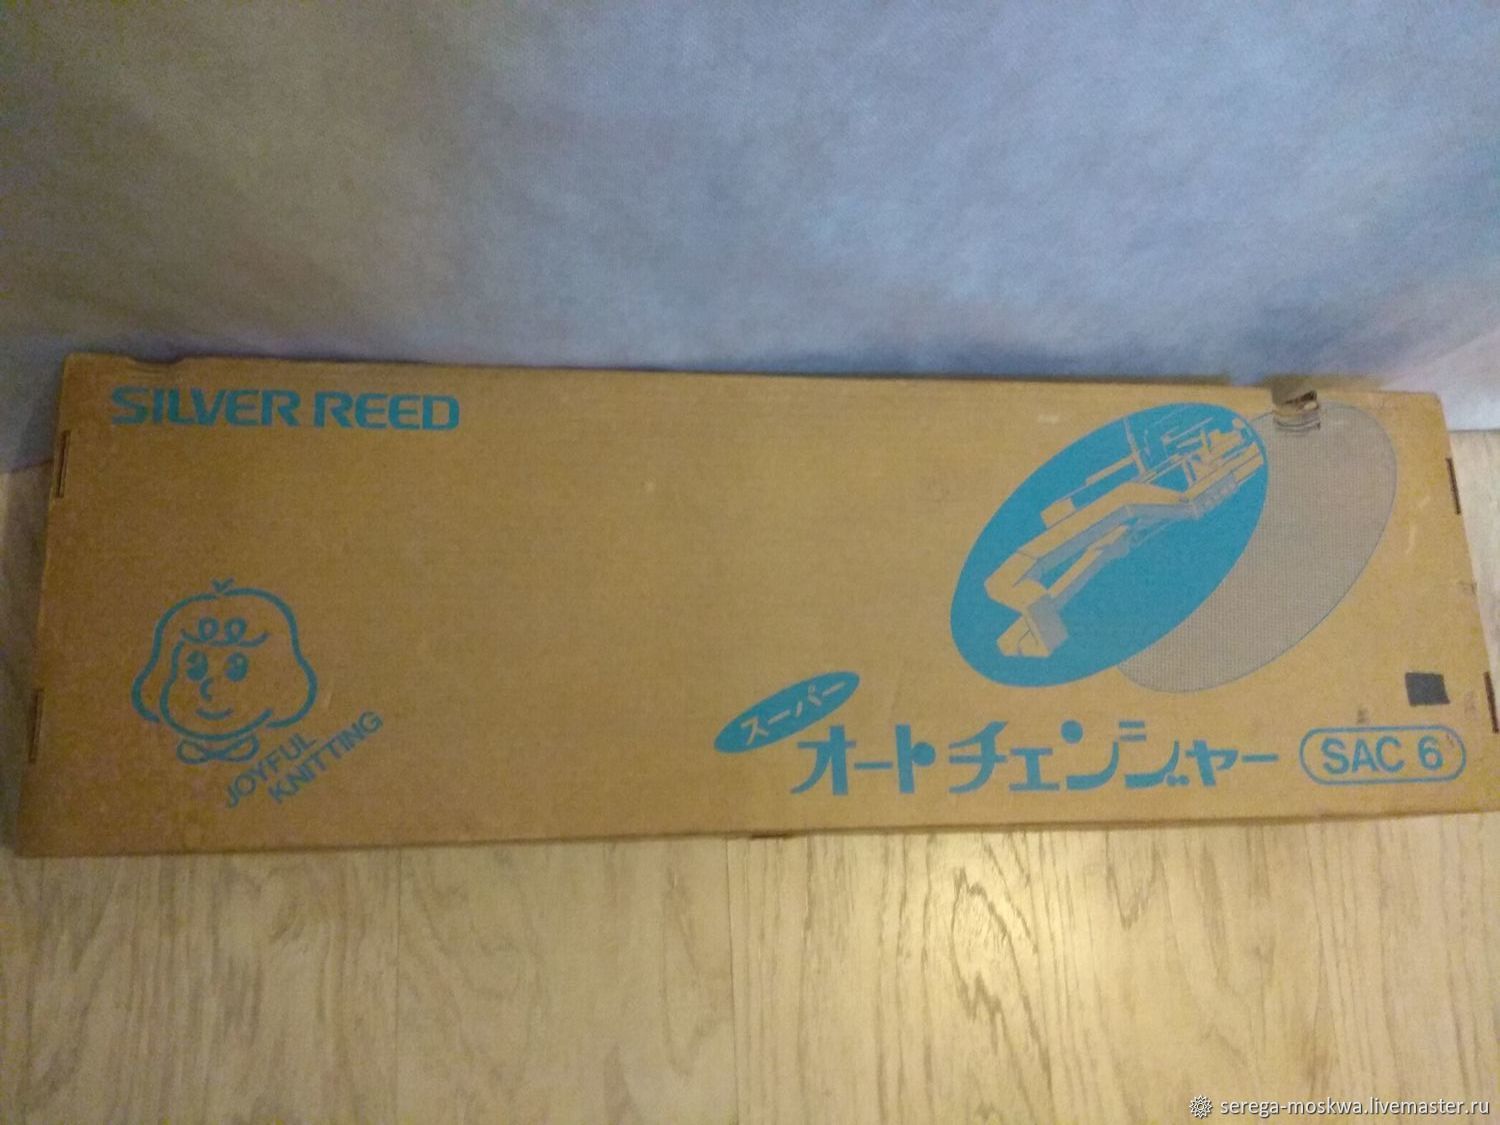 SILVER REED
JOYFUL
KNITTING
スーパー
オートチェンジャー
SAC 6
serega-moskwa.livemaster.ru